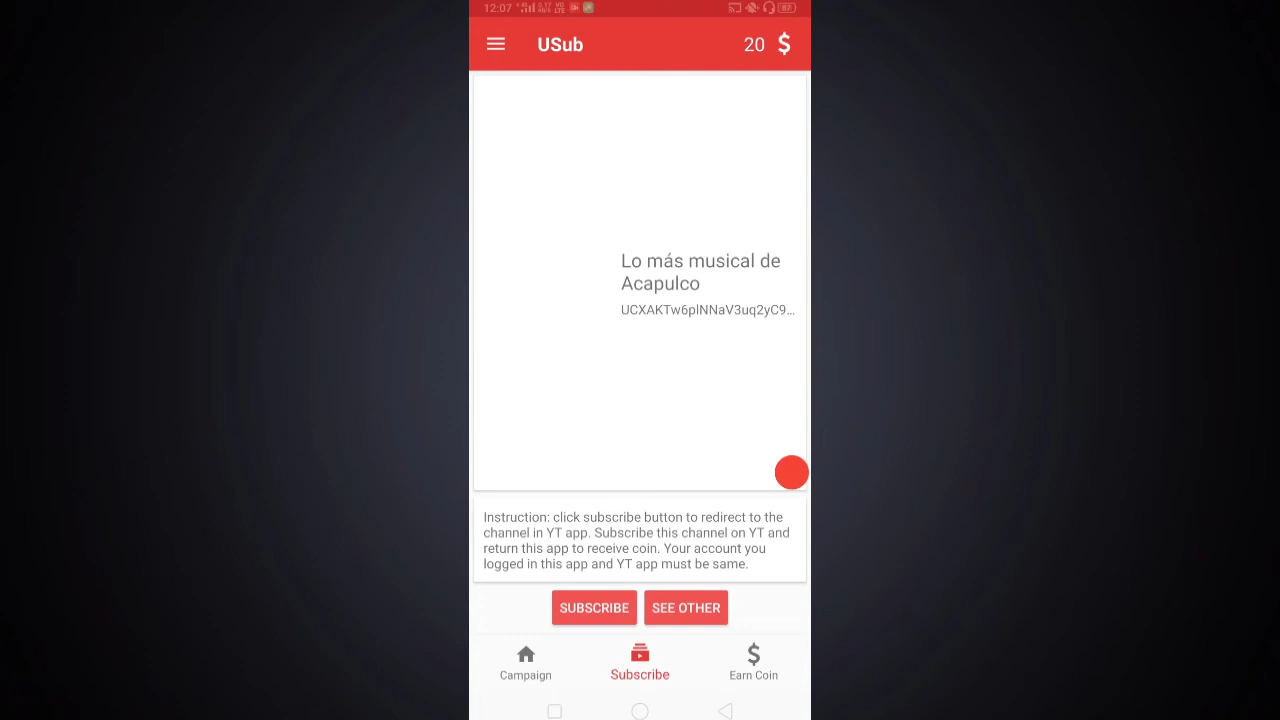 12:07
USub
20 $
Lo más musical de
Acapulco
UCXAKTw6plNNaV3uq2yC9...
Instruction: click subscribe button to redirect to the
channel in YT app. Subscribe this channel on YT and
return this app to receive coin. Your account you
logged in this app and YT app must be same.
SUBSCRIBE SEE OTHER
Campaign Subscribe Earn Coin